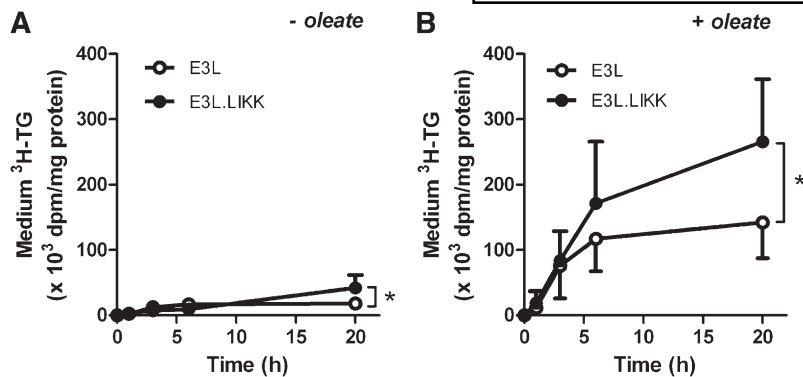 A
- oleate
400
300
200
100
0
Medium ³H-TG
(x 10³ dpm/mg protein)
E3L
E3L.LIKK
*
0 5 10 15 20
Time (h)
B
+ oleate
400
300
200
100
0
Medium ³H-TG
(x 10³ dpm/mg protein)
E3L
E3L.LIKK
*
0 5 10 15 20
Time (h)